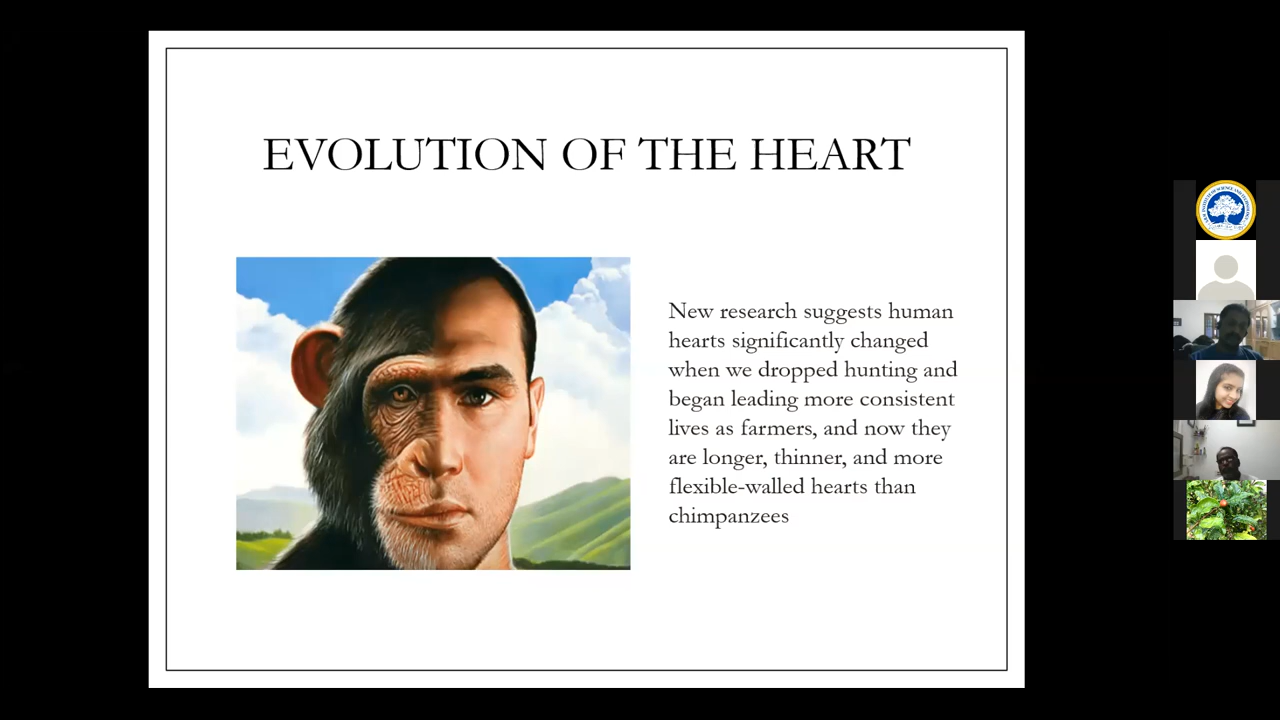 EVOLUTION OF THE HEART
New research suggests human
hearts significantly changed
when we dropped hunting and
began leading more consistent
lives as farmers, and now they
are longer, thinner, and more
flexible-walled hearts than
chimpanzees